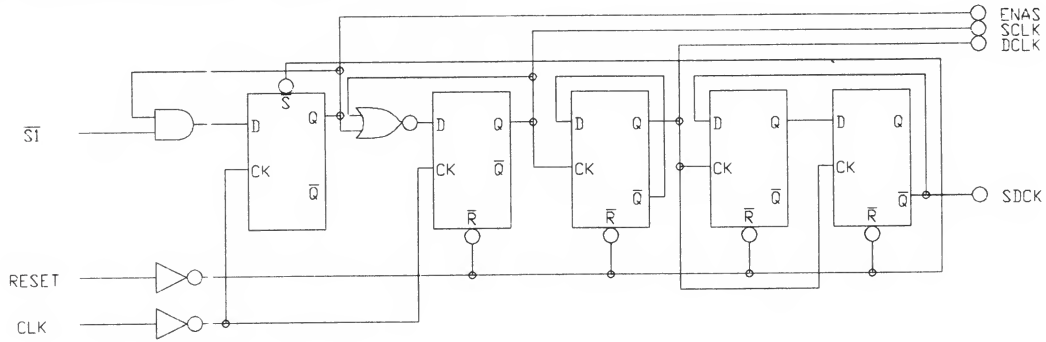 ENAS
SCLK
DCLK
S̅1̅
S
D
Q
CK
Q̅
D
Q
CK
Q̅
R̅
D
Q
CK
Q̅
R̅
D
Q
CK
Q̅
R̅
D
Q
CK
Q̅
R̅
SDCK
RESET
CLK